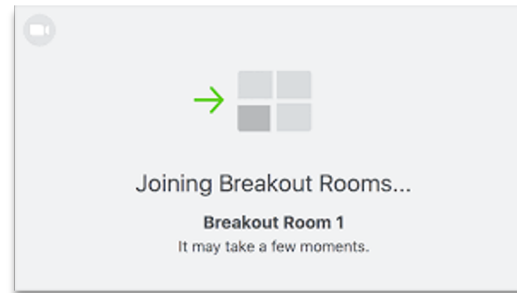 Joining Breakout Rooms...
Breakout Room 1
It may take a few moments.